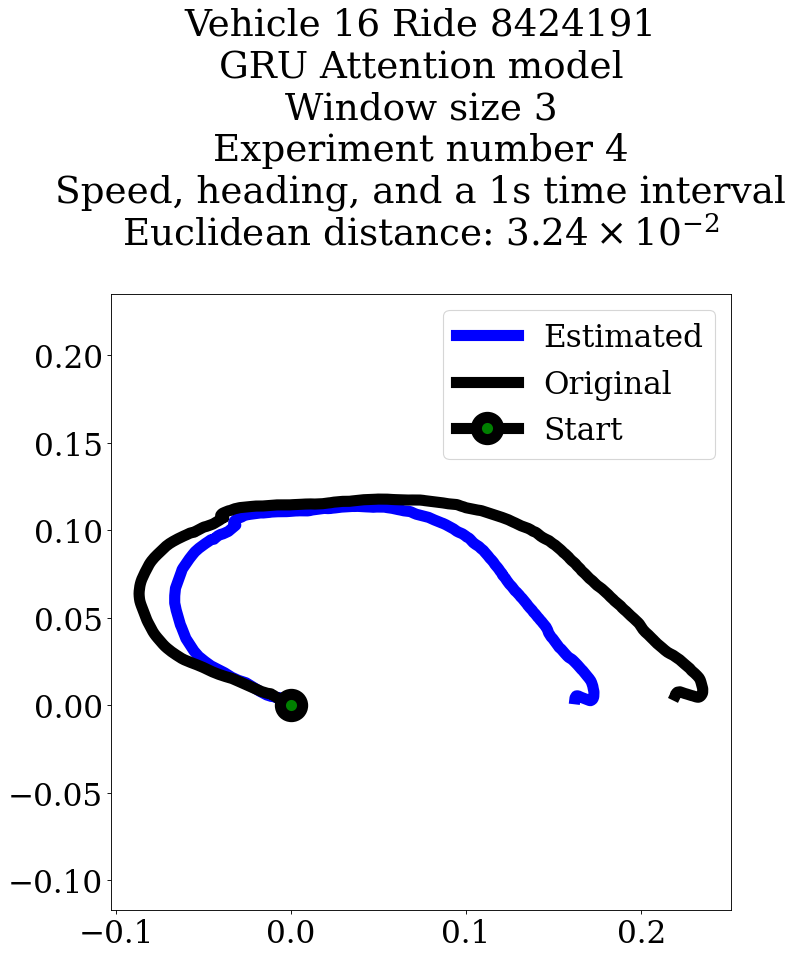 Vehicle 16 Ride 8424191
GRU Attention model
Window size 3
Experiment number 4
Speed, heading, and a 1s time interval
Euclidean distance: 3.24 × 10⁻²
Estimated
Original
Start
0.20
0.15
0.10
0.05
0.00
−0.05
−0.10
−0.1 0.0 0.1 0.2